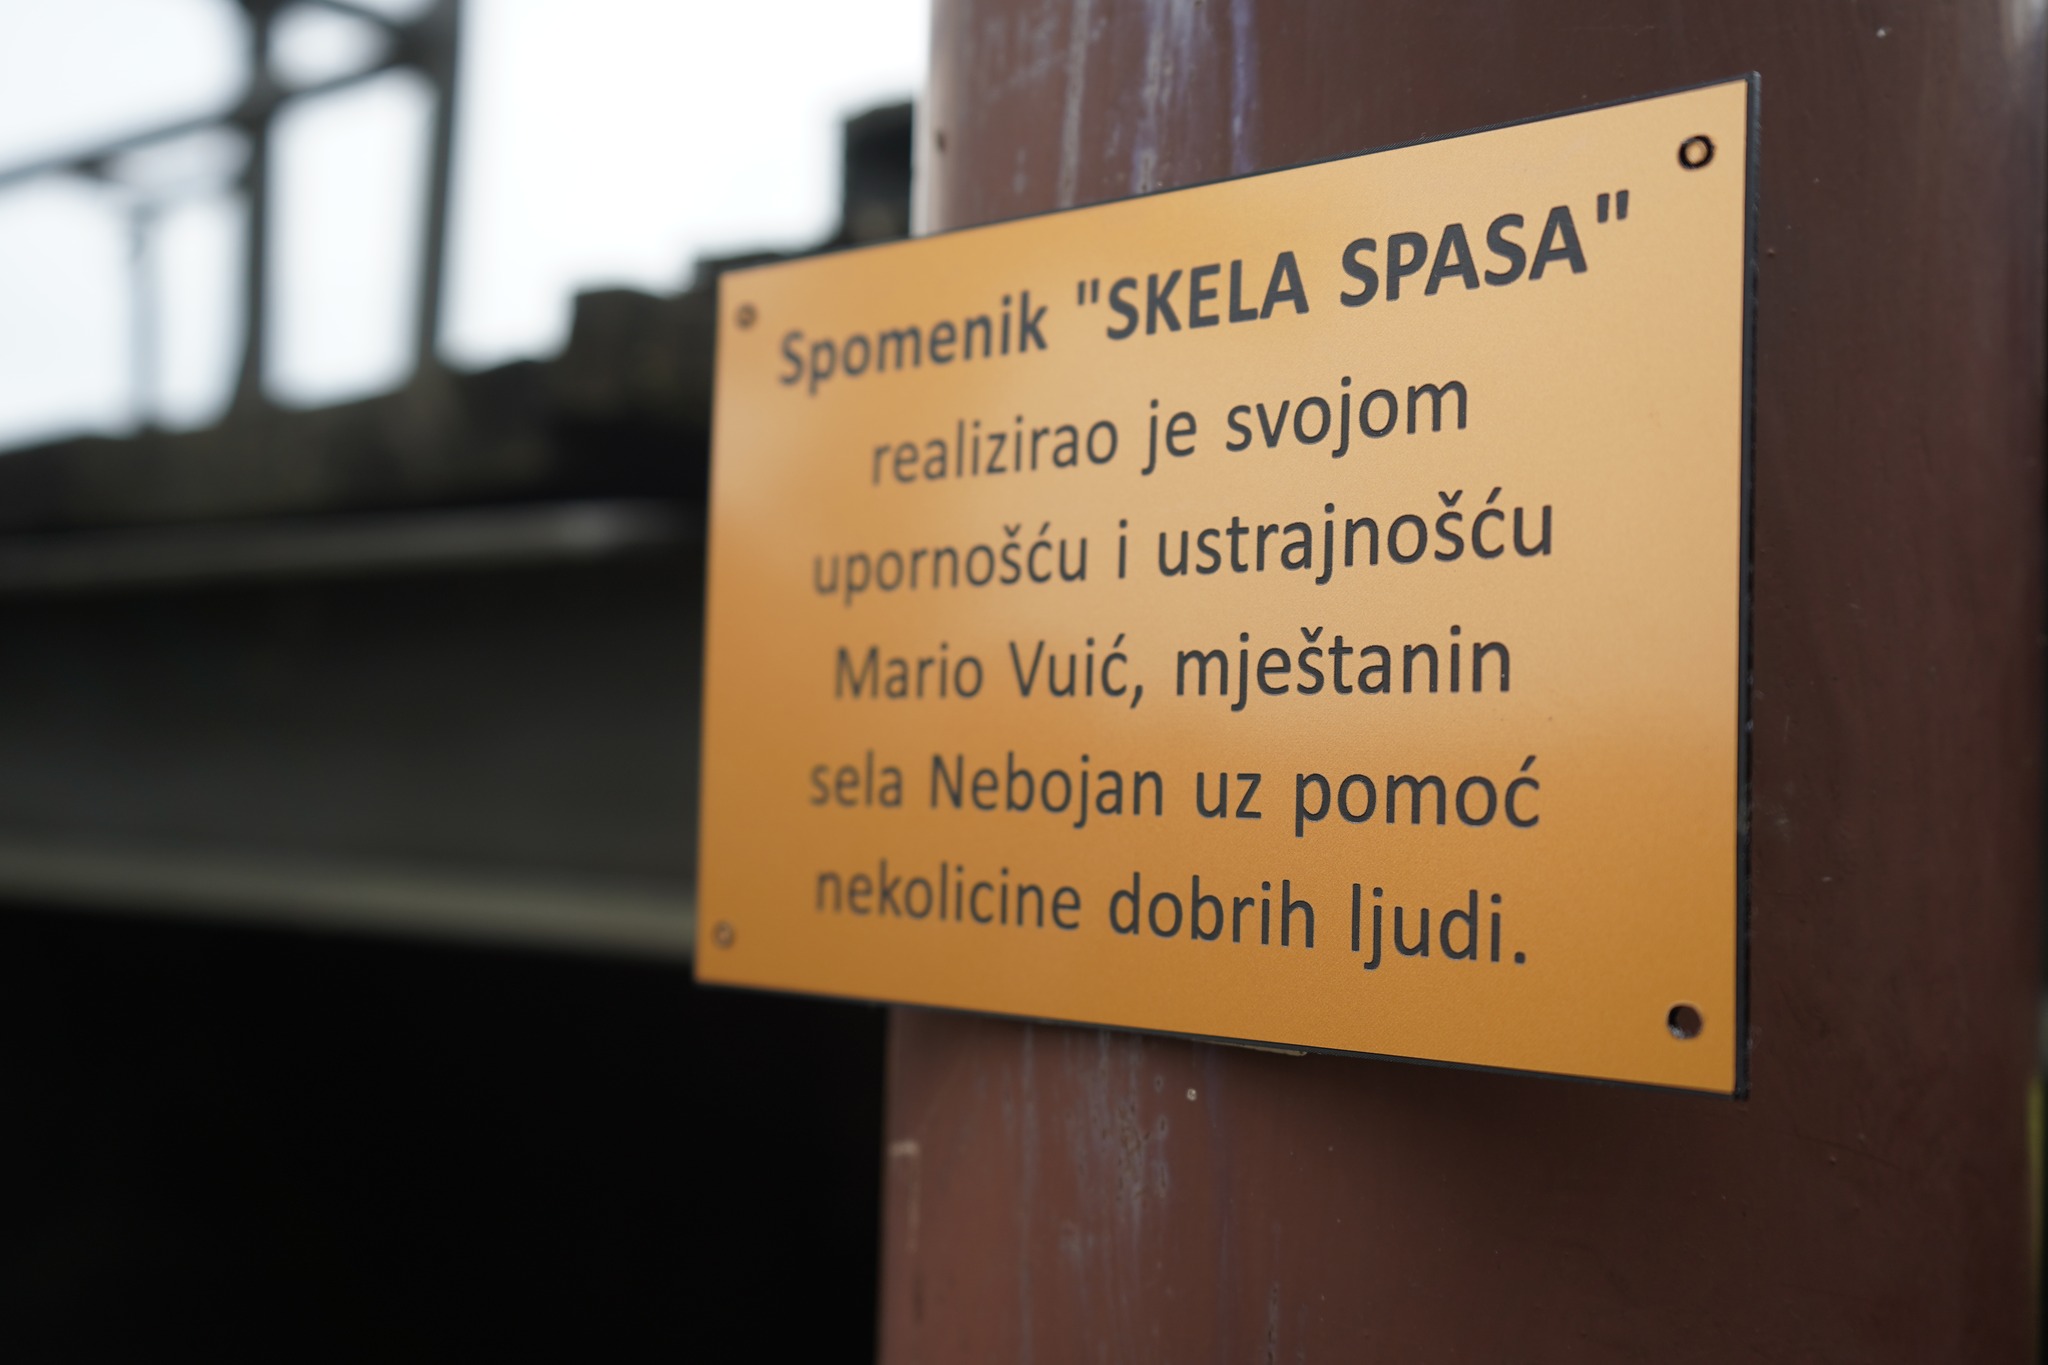 Spomenik "SKELA SPASA"
realizirao je svojom
upornošću i ustrajnošću
Mario Vuić, mještanin
sela Nebojan uz pomoć
nekolicine dobrih ljudi.